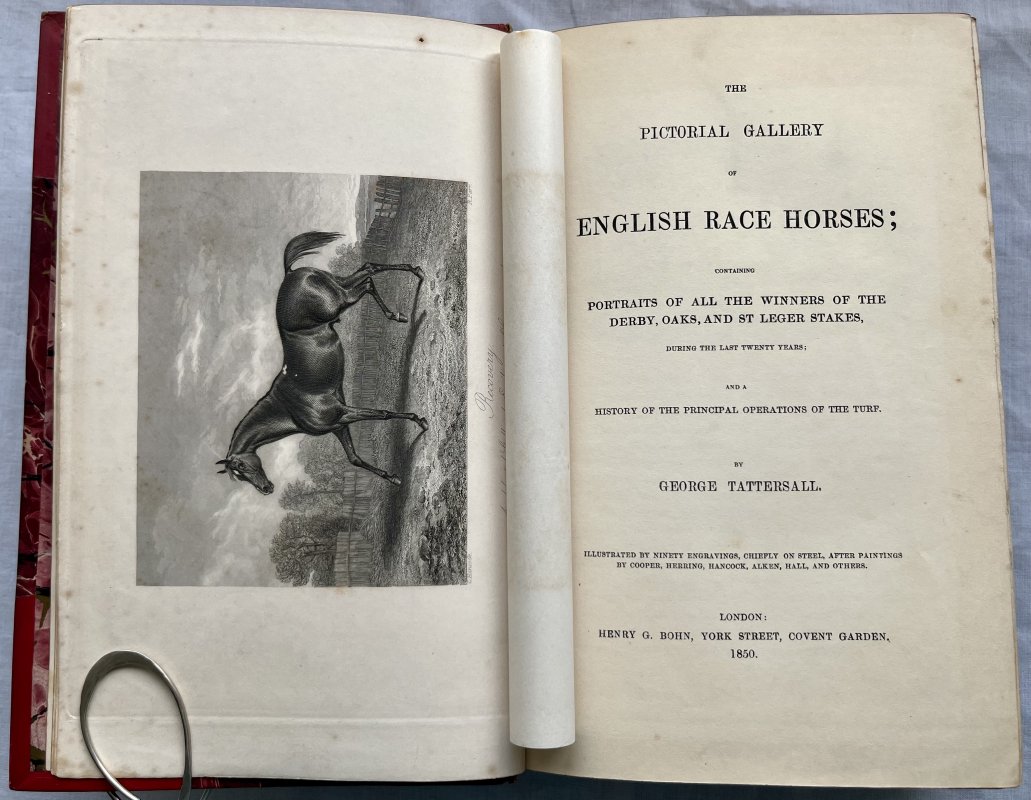 Recovery
THE
PICTORIAL GALLERY
OF
ENGLISH RACE HORSES;
CONTAINING
PORTRAITS OF ALL THE WINNERS OF THE
DERBY, OAKS, AND ST LEGER STAKES,
DURING THE LAST TWENTY YEARS;
AND A
HISTORY OF THE PRINCIPAL OPERATIONS OF THE TURF.
BY
GEORGE TATTERSALL.
ILLUSTRATED BY NINETY ENGRAVINGS, CHIEFLY ON STEEL, AFTER PAINTINGS
BY COOPER, HERRING, HANCOCK, ALKEN, HALL, AND OTHERS.
LONDON:
HENRY G. BOHN, YORK STREET, COVENT GARDEN,
1850.